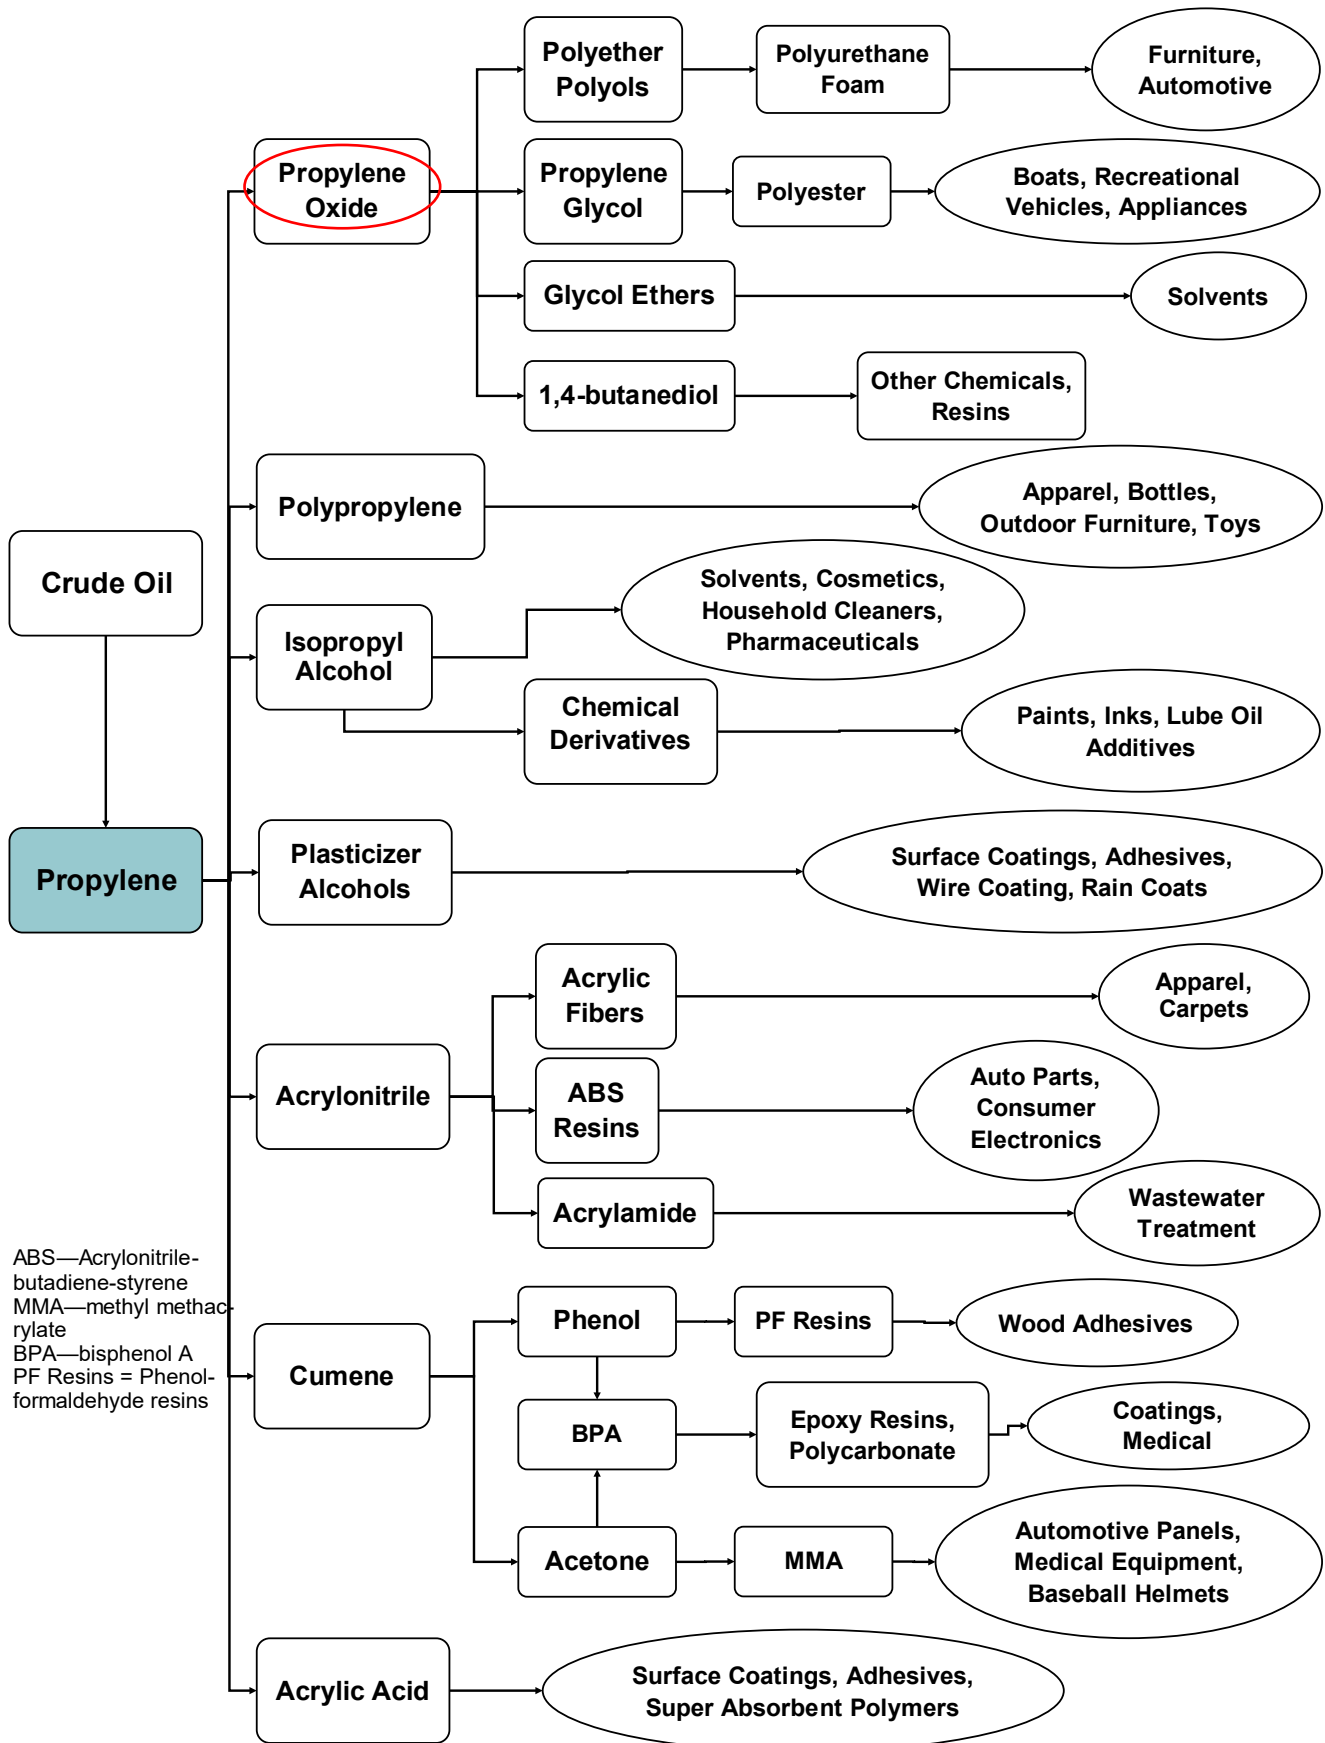 Polyether
Polyols
Polyurethane
Foam
Furniture,
Automotive
Propylene
Oxide
Propylene
Glycol
Polyester
Boats, Recreational
Vehicles, Appliances
Glycol Ethers
Solvents
1,4-butanediol
Other Chemicals,
Resins
Polypropylene
Apparel, Bottles,
Outdoor Furniture, Toys
Crude Oil
Isopropyl
Alcohol
Solvents, Cosmetics,
Household Cleaners,
Pharmaceuticals
Chemical
Derivatives
Paints, Inks, Lube Oil
Additives
Propylene
Plasticizer
Alcohols
Surface Coatings, Adhesives,
Wire Coating, Rain Coats
Acrylonitrile
Acrylic
Fibers
Apparel,
Carpets
ABS
Resins
Auto Parts,
Consumer
Electronics
Acrylamide
Wastewater
Treatment
ABS—Acrylonitrile-
butadiene-styrene
MMA—methyl methac-
rylate
BPA—bisphenol A
PF Resins = Phenol-
formaldehyde resins
Cumene
Phenol
PF Resins
Wood Adhesives
BPA
Epoxy Resins,
Polycarbonate
Coatings,
Medical
Acetone
MMA
Automotive Panels,
Medical Equipment,
Baseball Helmets
Acrylic Acid
Surface Coatings, Adhesives,
Super Absorbent Polymers